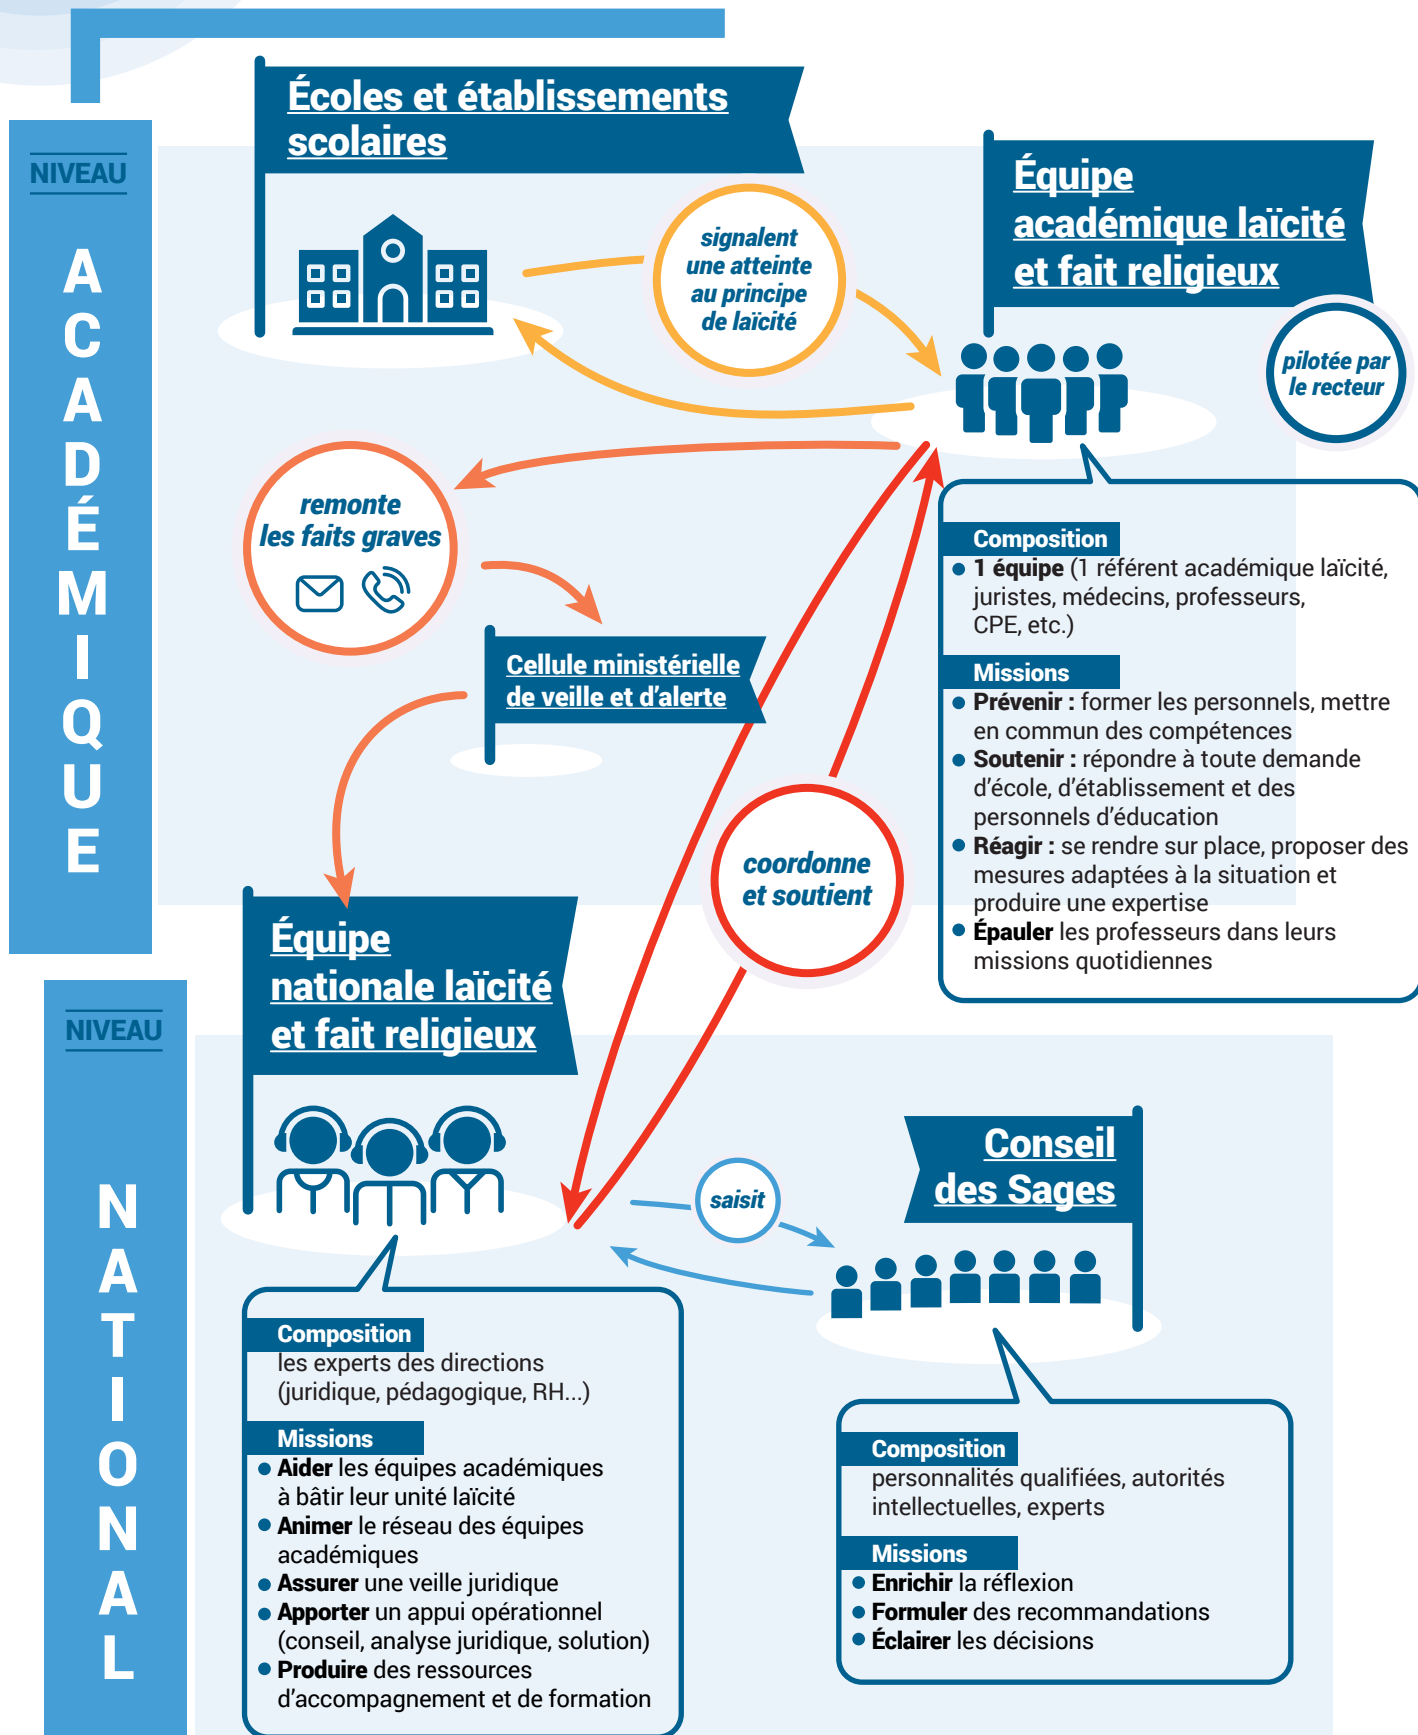 NIVEAU
ACADÉMIQUE
Écoles et établissements
scolaires
signalent
une atteinte
au principe
de laïcité
Équipe
académique laïcité
et fait religieux
pilotée par
le recteur
remonte
les faits graves
Composition
1 équipe (1 référent académique laïcité,
juristes, médecins, professeurs,
CPE, etc.)
Missions
Prévenir : former les personnels, mettre
en commun des compétences
Soutenir : répondre à toute demande
d'école, d'établissement et des
personnels d'éducation
Réagir : se rendre sur place, proposer des
mesures adaptées à la situation et
produire une expertise
Épauler les professeurs dans leurs
missions quotidiennes
Cellule ministérielle
de veille et d'alerte
coordonne
et soutient
NIVEAU
NATIONAL
Équipe
nationale laïcité
et fait religieux
saisit
Conseil
des Sages
Composition
les experts des directions
(juridique, pédagogique, RH...)
Missions
Aider les équipes académiques
à bâtir leur unité laïcité
Animer le réseau des équipes
académiques
Assurer une veille juridique
Apporter un appui opérationnel
(conseil, analyse juridique, solution)
Produire des ressources
d'accompagnement et de formation
Composition
personnalités qualifiées, autorités
intellectuelles, experts
Missions
Enrichir la réflexion
Formuler des recommandations
Éclairer les décisions